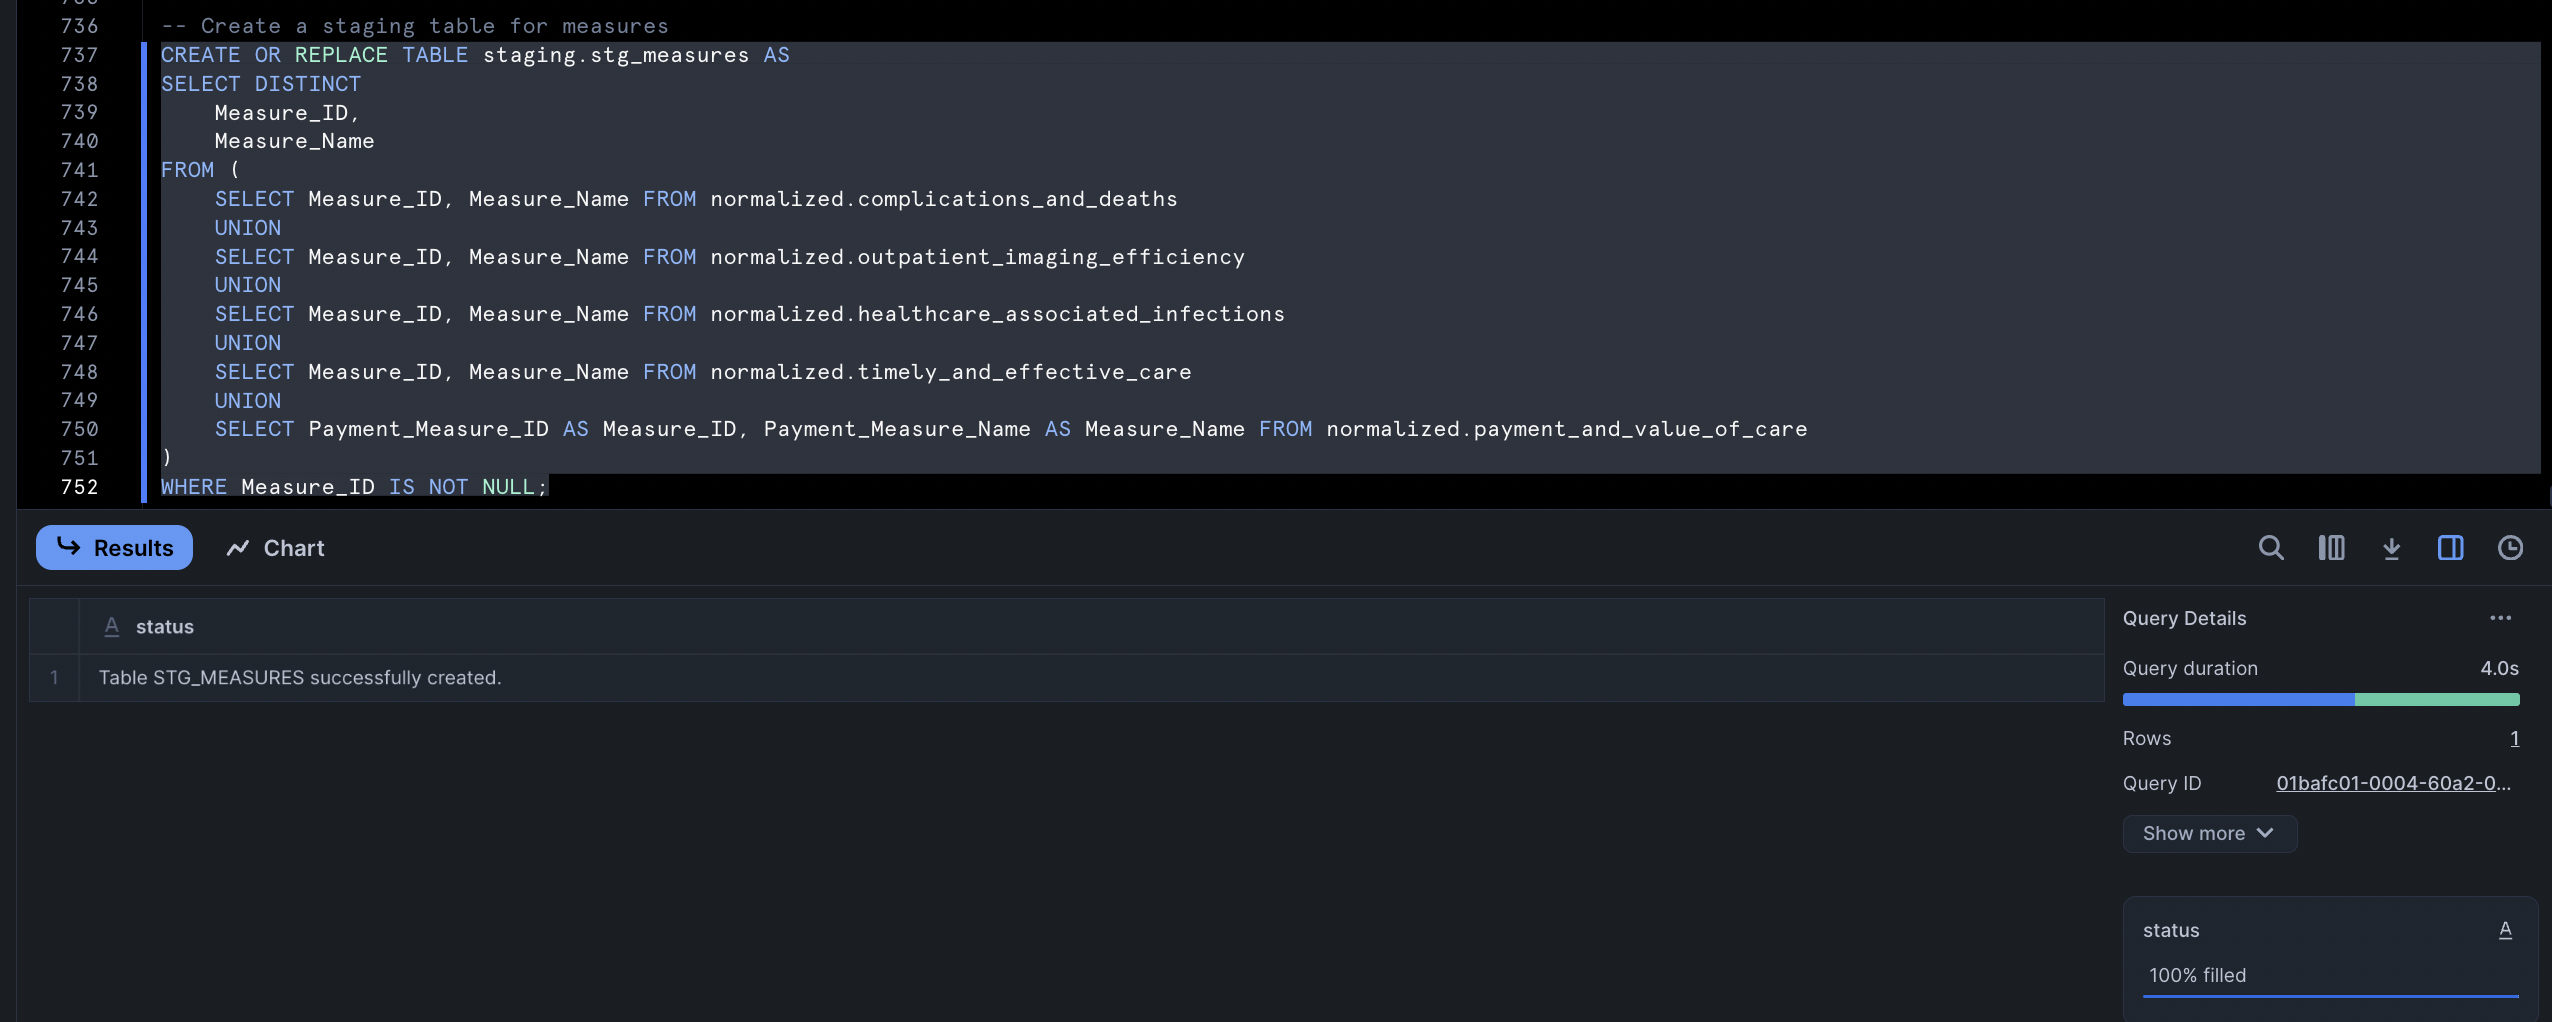 736 -- Create a staging table for measures
737 CREATE OR REPLACE TABLE staging.stg_measures AS
738 SELECT DISTINCT
739 Measure_ID,
740 Measure_Name
741 FROM (
742 SELECT Measure_ID, Measure_Name FROM normalized.complications_and_deaths
743 UNION
744 SELECT Measure_ID, Measure_Name FROM normalized.outpatient_imaging_efficiency
745 UNION
746 SELECT Measure_ID, Measure_Name FROM normalized.healthcare_associated_infections
747 UNION
748 SELECT Measure_ID, Measure_Name FROM normalized.timely_and_effective_care
749 UNION
750 SELECT Payment_Measure_ID AS Measure_ID, Payment_Measure_Name AS Measure_Name FROM normalized.payment_and_value_of_care
751 )
752 WHERE Measure_ID IS NOT NULL;
Results Chart
A status
1 Table STG_MEASURES successfully created.
Query Details ...
Query duration 4.0s
Rows 1
Query ID 01bafc01-0004-60a2-0...
Show more
status A
100% filled